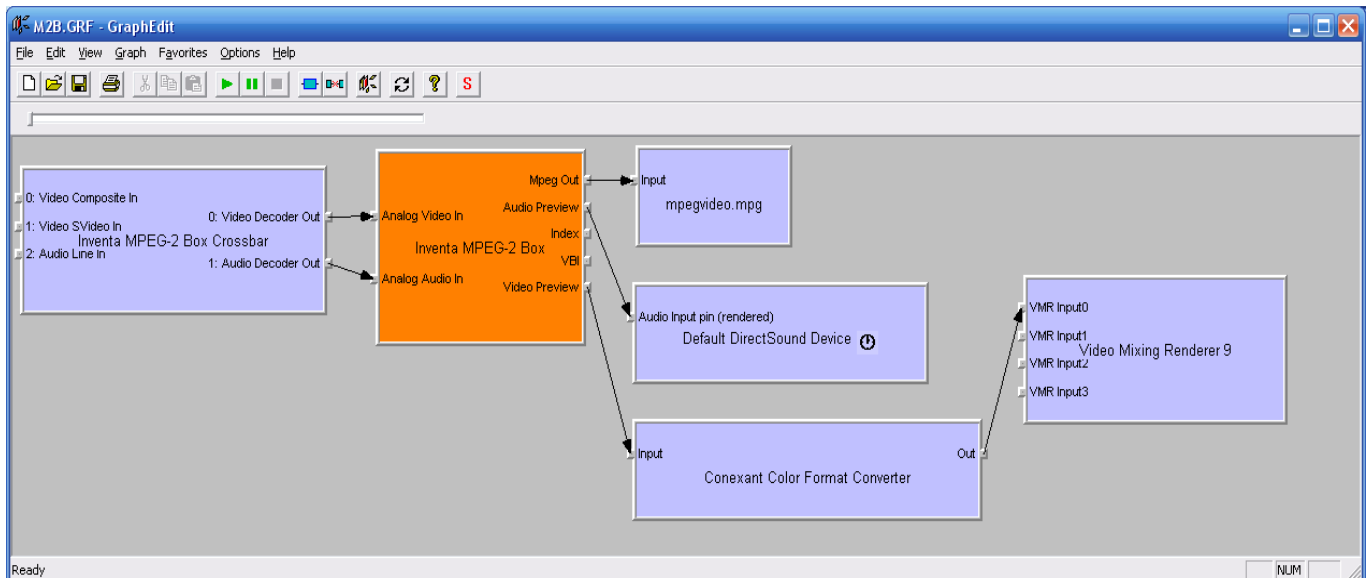 M2B.GRF - GraphEdit
File Edit View Graph Favorites Options Help
S
0: Video Composite In
1: Video SVideo In
2: Audio Line In
0: Video Decoder Out
Inventa MPEG-2 Box Crossbar
1: Audio Decoder Out
Analog Video In
Analog Audio In
Inventa MPEG-2 Box
Mpeg Out
Audio Preview
Index
VBI
Video Preview
Input
mpegvideo.mpg
Audio Input pin (rendered)
Default DirectSound Device
Input
Out
Conexant Color Format Converter
VMR Input0
VMR Input1
Video Mixing Renderer 9
VMR Input2
VMR Input3
Ready
NUM